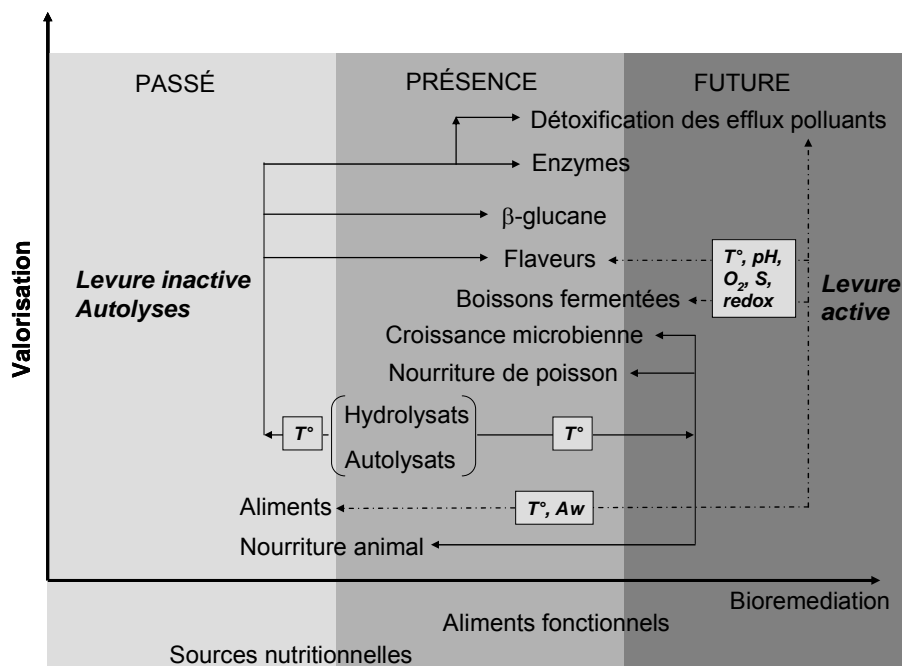 PASSÉ
PRÉSENCE
FUTURE
Détoxification des efflux polluants
Enzymes
β-glucane
Flaveurs
T°, pH,
O₂, S,
redox
Levure inactive
Autolyses
Levure
active
Boissons fermentées
Croissance microbienne
Nourriture de poisson
Hydrolysats
Autolysats
T°
T°
Aliments
T°, Aw
Nourriture animal
Valorisation
Bioremediation
Aliments fonctionnels
Sources nutritionnelles